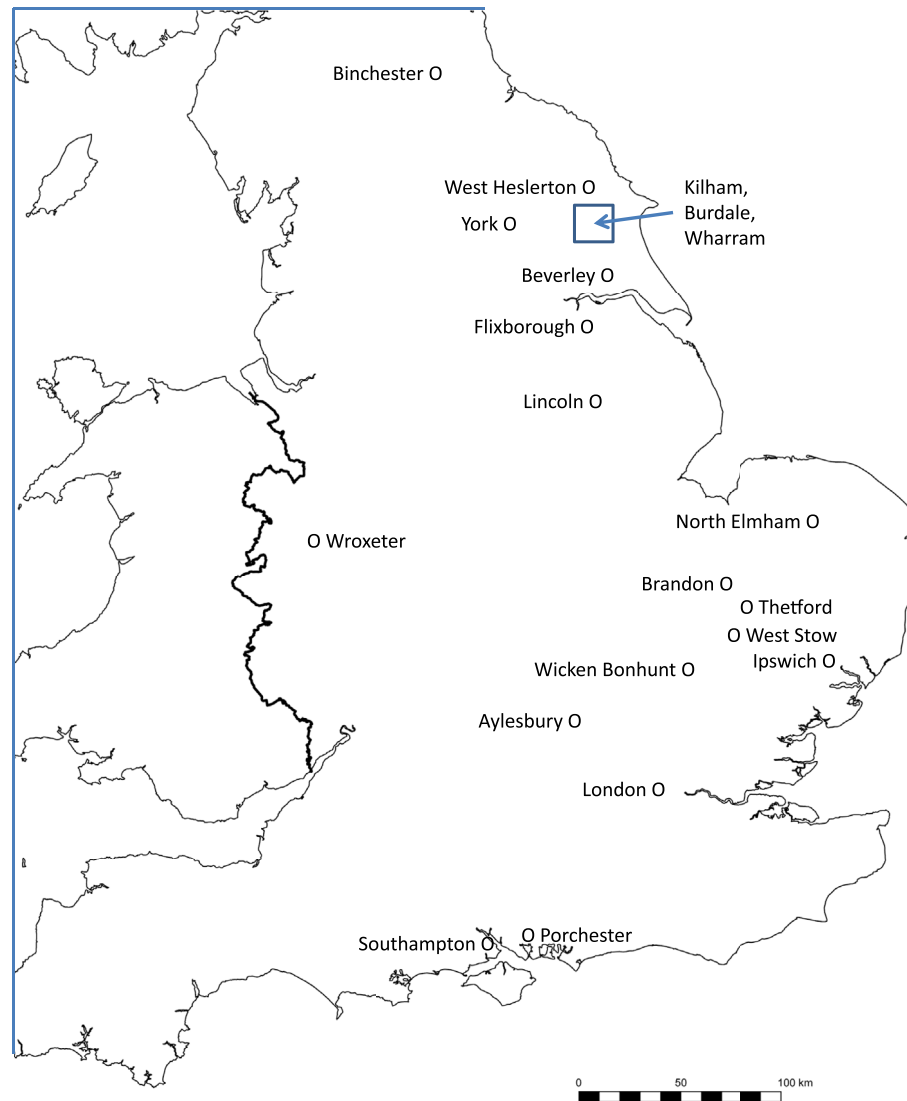 Binchester O
West Heslerton O
Kilham,
Burdale,
Wharram
York O
Beverley O
Flixborough O
Lincoln O
North Elmham O
O Wroxeter
Brandon O
O Thetford
O West Stow
Ipswich O
Wicken Bonhunt O
Aylesbury O
London O
Southampton O
O Porchester
0 50 100 km